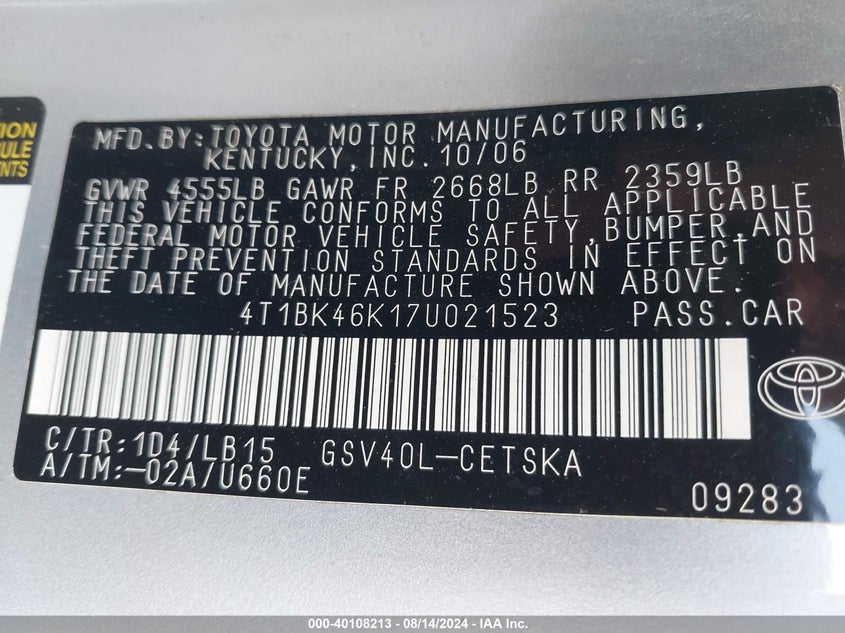 TION
CULE
ENTS
MFD.BY:TOYOTA MOTOR MANUFACTURING,
KENTUCKY,INC.10/06
GVWR 4555LB GAWR FR 2668LB RR 2359LB
THIS VEHICLE CONFORMS TO ALL APPLICABLE
FEDERAL MOTOR VEHICLE SAFETY,BUMPER,AND
THEFT PREVENTION STANDARDS IN EFFECT ON
THE DATE OF MANUFACTURE SHOWN ABOVE.
4T1BK46K17U021523 PASS.CAR
C/TR:1D4/LB15 GSV40L-CETSKA
A/TM:-02A/U660E
09283
000-40108213 - 08/14/2024 - IAA Inc.